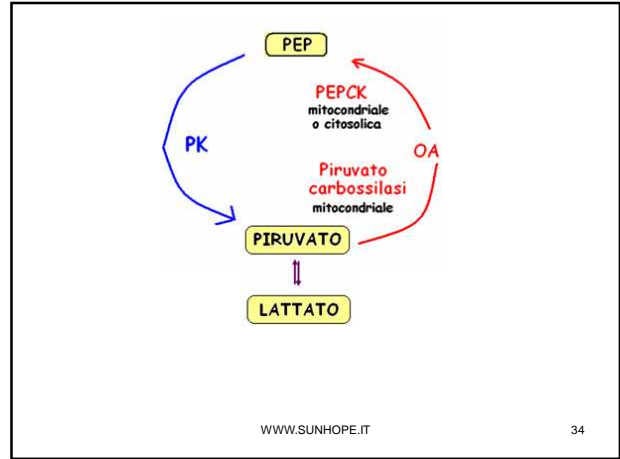 PEP
PEPCK
mitocondriale
o citosolica
PK
OA
Piruvato
carbossilasi
mitocondriale
PIRUVATO
LATTATO
WWW.SUNHOPE.IT
34